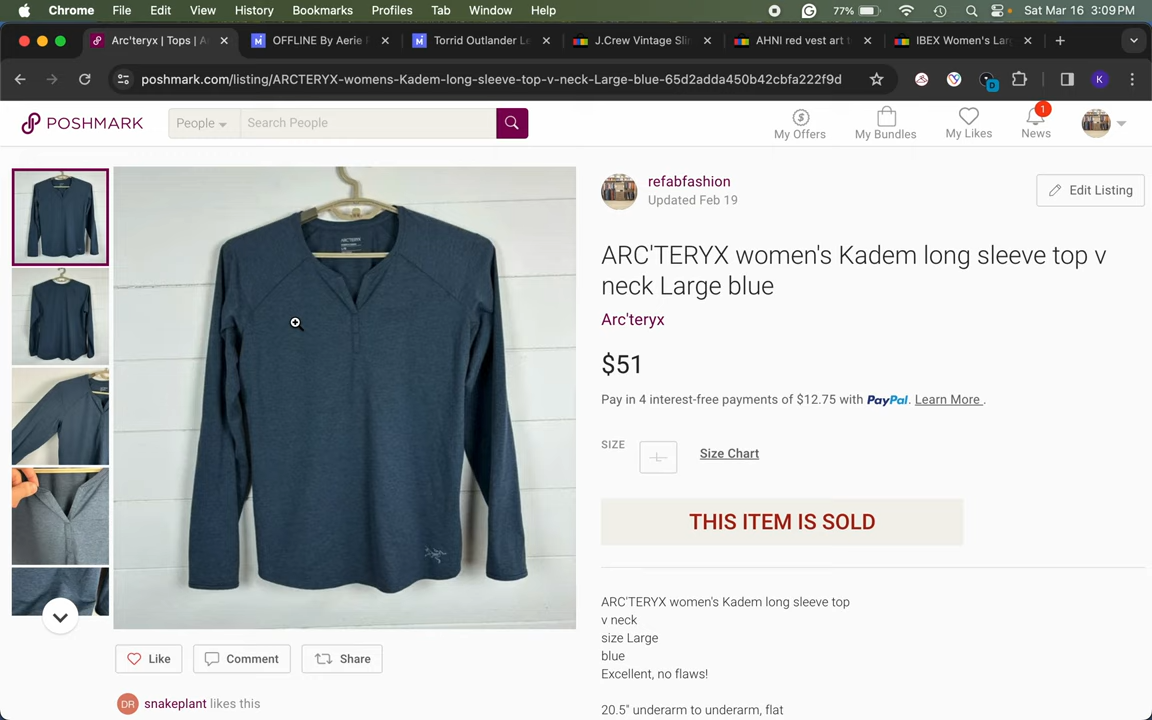 Chrome File Edit View History Bookmarks Profiles Tab Window Help 77% Sat Mar 16 3:09 PM
Arc'teryx | Tops | A OFFLINE By Aerie Torrid Outlander L J.Crew Vintage Sli AHNI red vest art t IBEX Women's Lar
poshmark.com/listing/ARCTERYX-womens-Kadem-long-sleeve-top-v-neck-Large-blue-65d2adda450b42cbfa222f9d K
POSHMARK People Search People My Offers My Bundles My Likes 1 News
refabfashion
Updated Feb 19
Edit Listing
ARC'TERYX women's Kadem long sleeve top v
neck Large blue
Arc'teryx
$51
Pay in 4 interest-free payments of $12.75 with PayPal. Learn More .
SIZE L Size Chart
THIS ITEM IS SOLD
ARC'TERYX women's Kadem long sleeve top
v neck
size Large
blue
Excellent, no flaws!
20.5" underarm to underarm, flat
Like Comment Share
DR snakeplant likes this